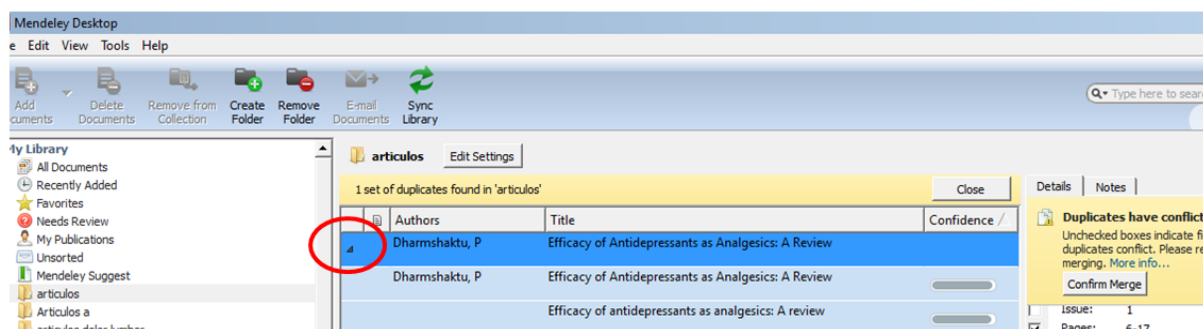 Mendeley Desktop
e Edit View Tools Help
Add Delete Remove from Create Remove E-mail Sync
cuments Documents Collection Folder Folder Documents Library
Type here to sear
My Library
All Documents
Recently Added
Favorites
Needs Review
My Publications
Unsorted
Mendeley Suggest
articulos
Articulos a
articulos dolor lumbar
articulos Edit Settings
1 set of duplicates found in 'articulos' Close
Authors Title Confidence
Dharmshaktu, P Efficacy of Antidepressants as Analgesics: A Review
Dharmshaktu, P Efficacy of Antidepressants as Analgesics: A Review
Efficacy of antidepressants as analgesics: A review
Details Notes
Duplicates have conflict
Unchecked boxes indicate fi
duplicates conflict. Please re
merging. More info...
Confirm Merge
Issue: 1
Pages: 6-17